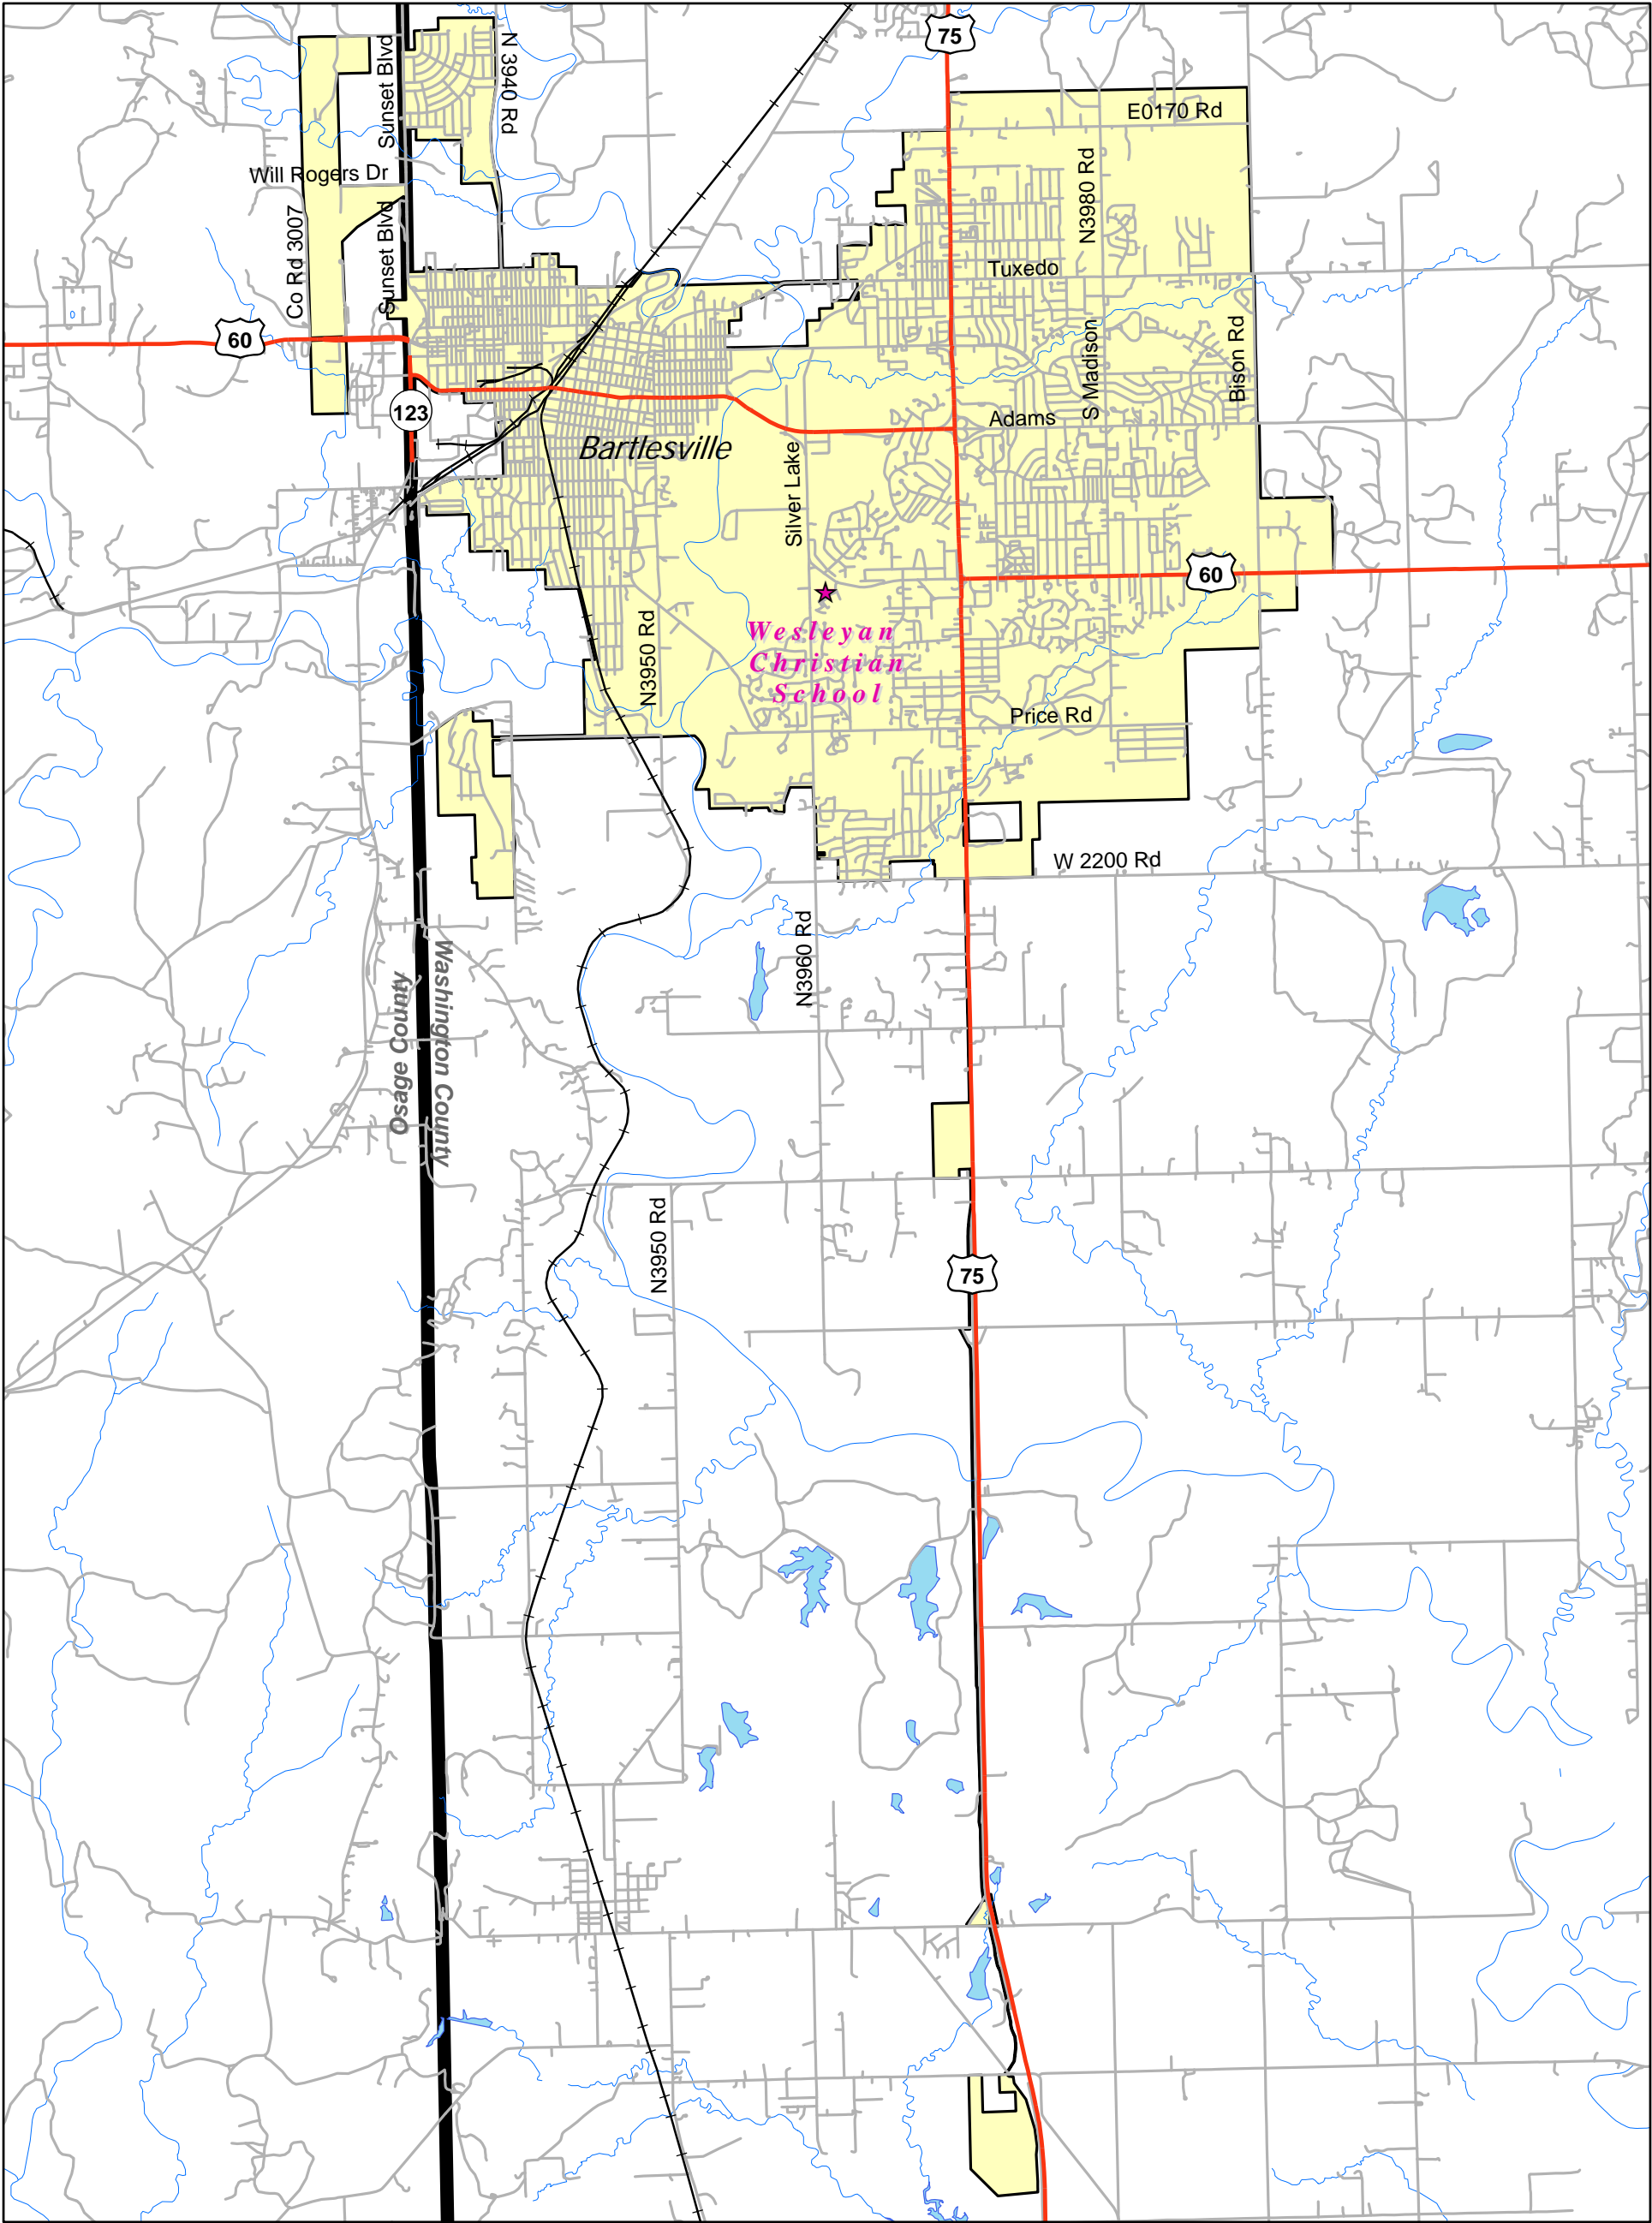 75
N 3940 Rd
Sunset Blvd
E0170 Rd
N3980 Rd
Will Rogers Dr
Co Rd 3007
Sunset Blvd
Sunset Blvd
Tuxedo
60
S Madison
Bison Rd
123
Adams
Bartlesville
Silver Lake
60
Wesleyan
Christian
School
N3950 Rd
Price Rd
W 2200 Rd
N3960 Rd
Osage County
Washington County
N3950 Rd
75